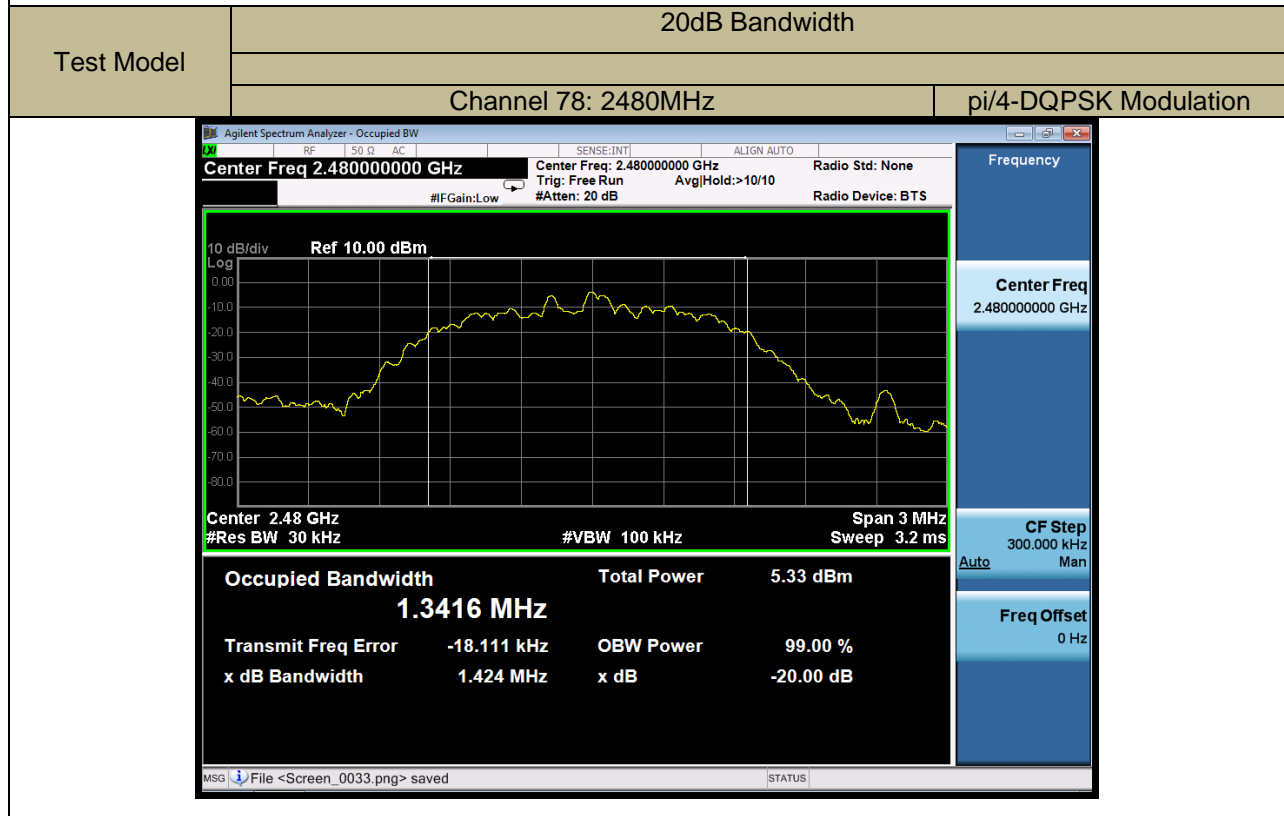 20dB Bandwidth
Test Model
Channel 78: 2480MHz pi/4-DQPSK Modulation
Agilent Spectrum Analyzer - Occupied BW
LXI RF 50 Ω AC SENSE:INT ALIGN AUTO
Center Freq 2.480000000 GHz
Center Freq: 2.480000000 GHz Radio Std: None
Trig: Free Run Avg|Hold:>10/10
#IFGain:Low #Atten: 20 dB Radio Device: BTS
Frequency
10 dB/div Ref 10.00 dBm
Log
0.00
-10.0
-20.0
-30.0
-40.0
-50.0
-60.0
-70.0
-80.0
Center 2.48 GHz Span 3 MHz
#Res BW 30 kHz #VBW 100 kHz Sweep 3.2 ms
Center Freq
2.480000000 GHz
CF Step
300.000 kHz
Auto Man
Freq Offset
0 Hz
Occupied Bandwidth Total Power 5.33 dBm
1.3416 MHz
Transmit Freq Error -18.111 kHz OBW Power 99.00 %
x dB Bandwidth 1.424 MHz x dB -20.00 dB
MSG File <Screen_0033.png> saved STATUS